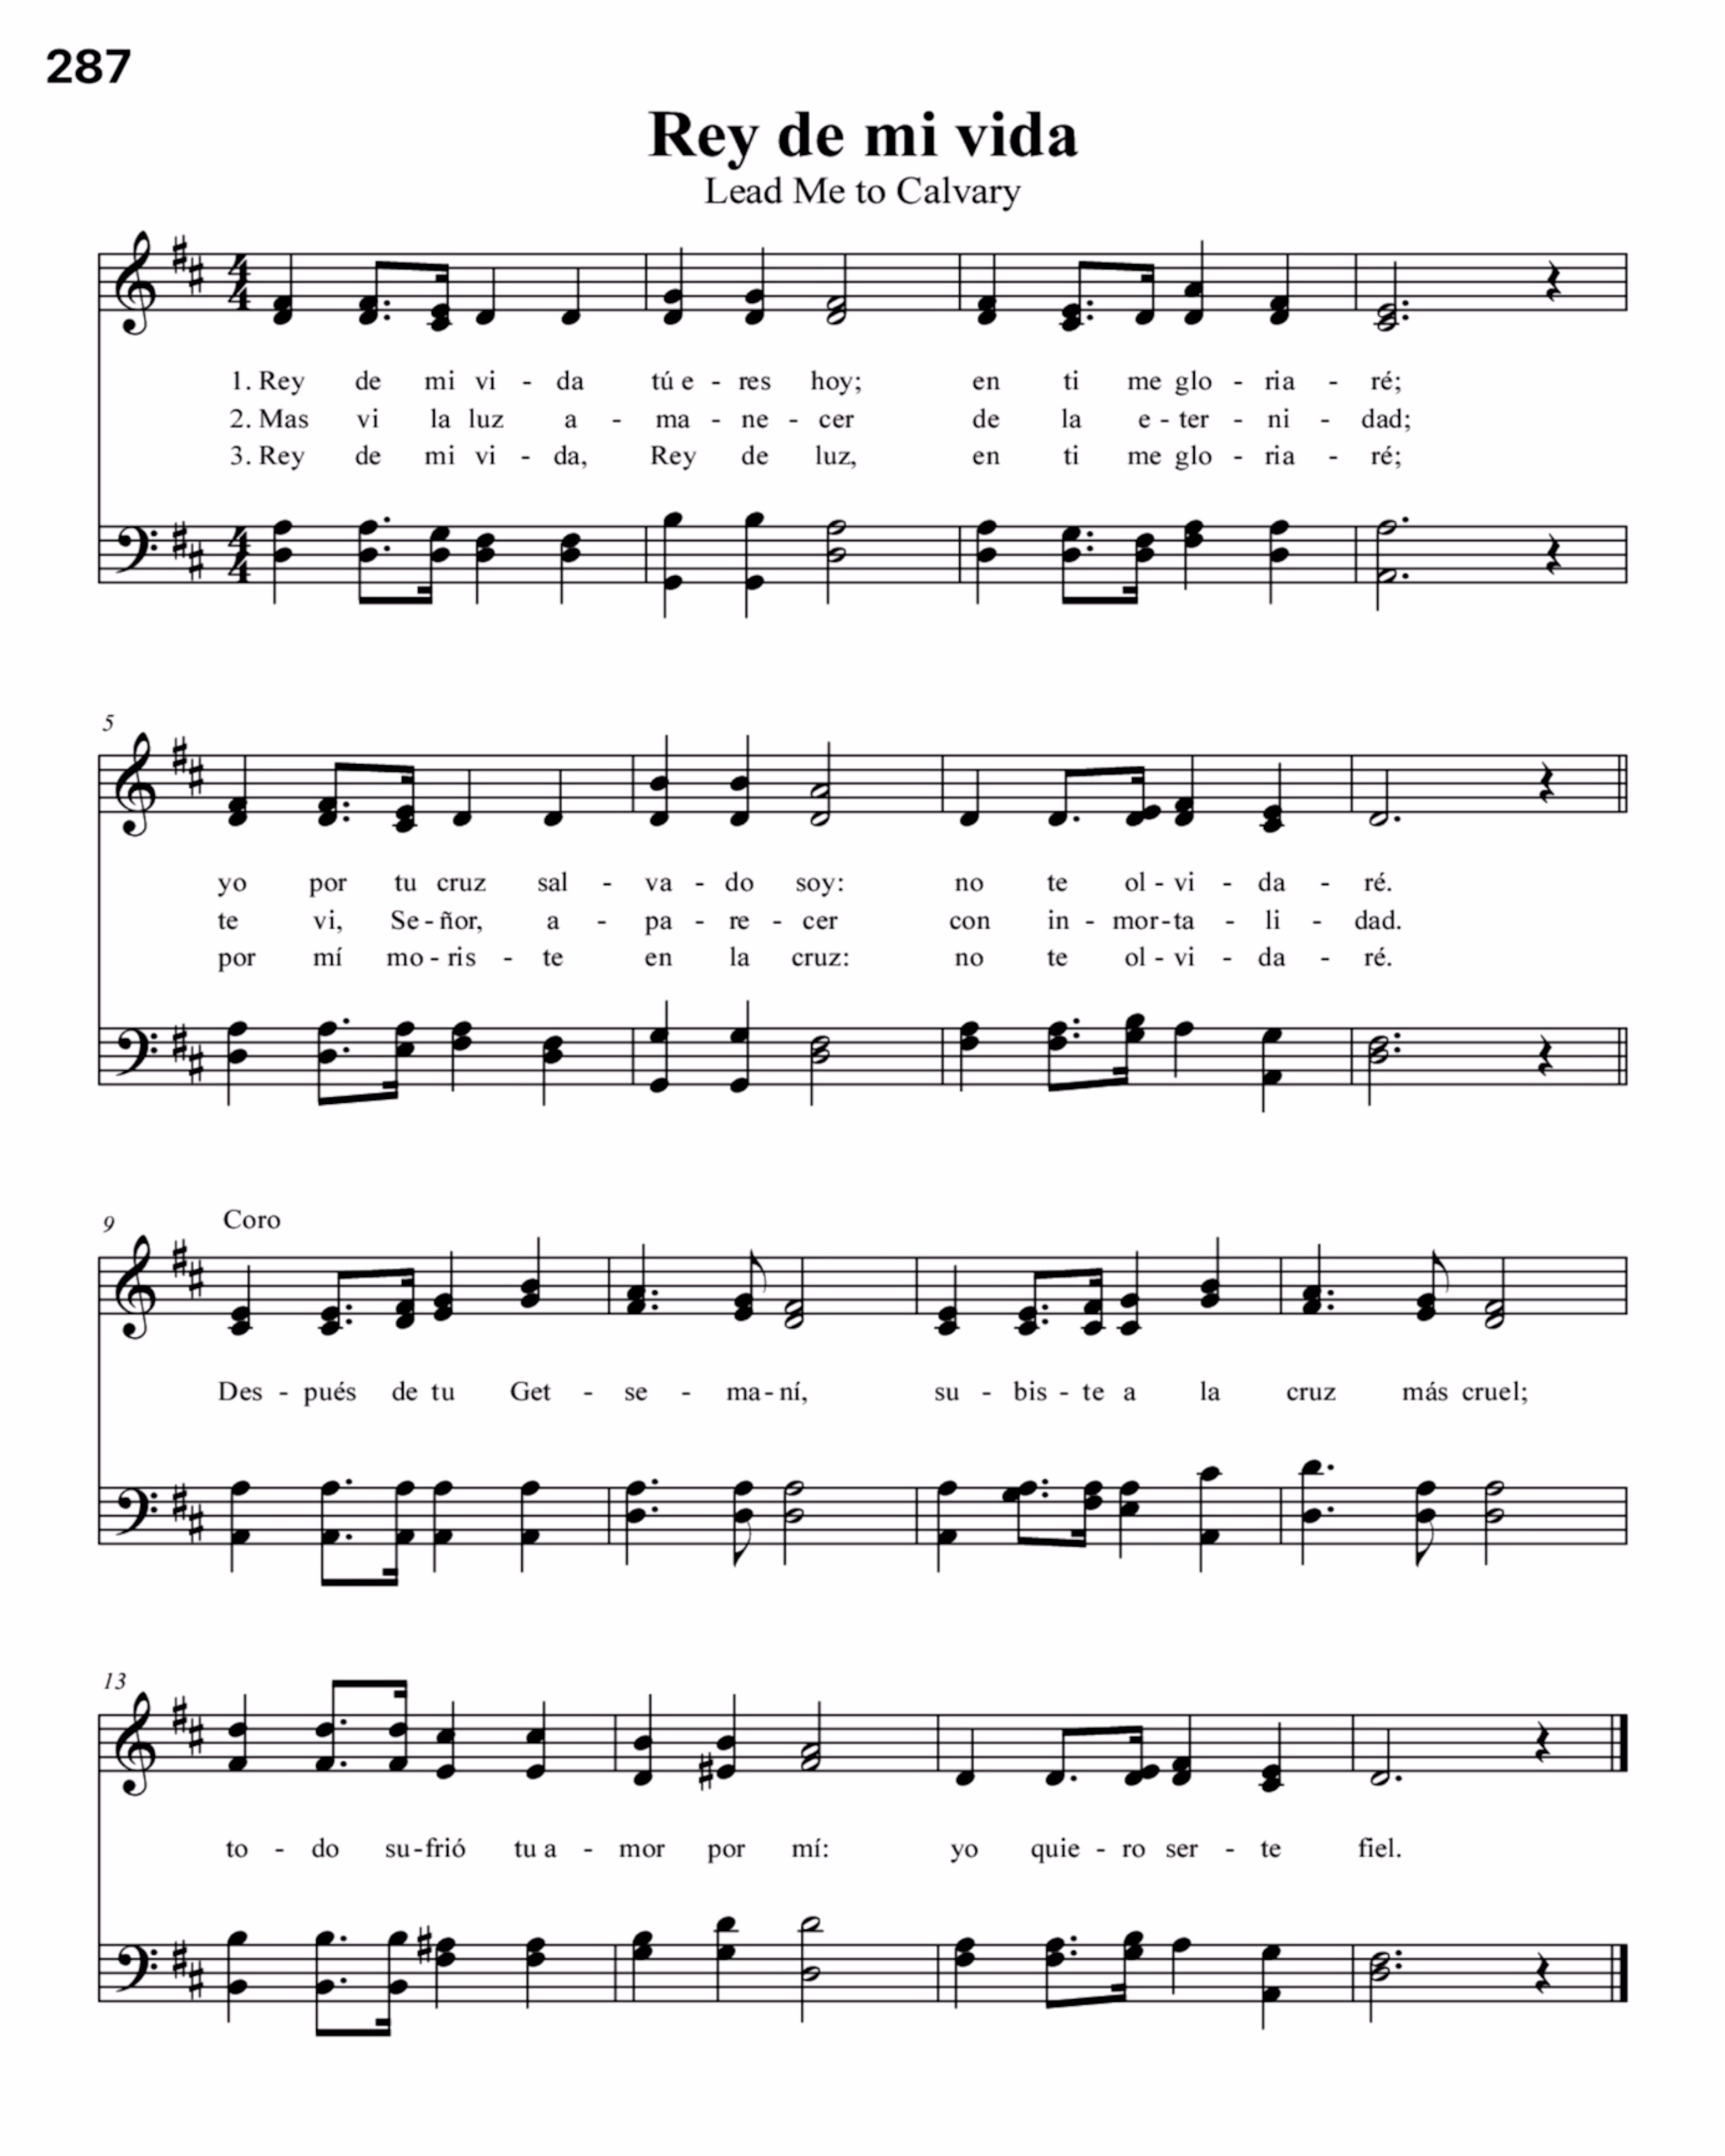 287
Rey de mi vida
Lead Me to Calvary
1. Rey de mi vi - da tú e - res hoy; en ti me glo - ria - ré;
2. Mas vi la luz a - ma - ne - cer de la e - ter - ni - dad;
3. Rey de mi vi - da, Rey de luz, en ti me glo - ria - ré;
5
yo por tu cruz sal - va - do soy: no te ol - vi - da - ré.
te vi, Se - ñor, a - pa - re - cer con in - mor - ta - li - dad.
por mí mo - ris - te en la cruz: no te ol - vi - da - ré.
9
Coro
Des - pués de tu Get - se - ma - ní, su - bis - te a la cruz más cruel;
13
to - do su - frió tu a - mor por mí: yo quie - ro ser - te fiel.